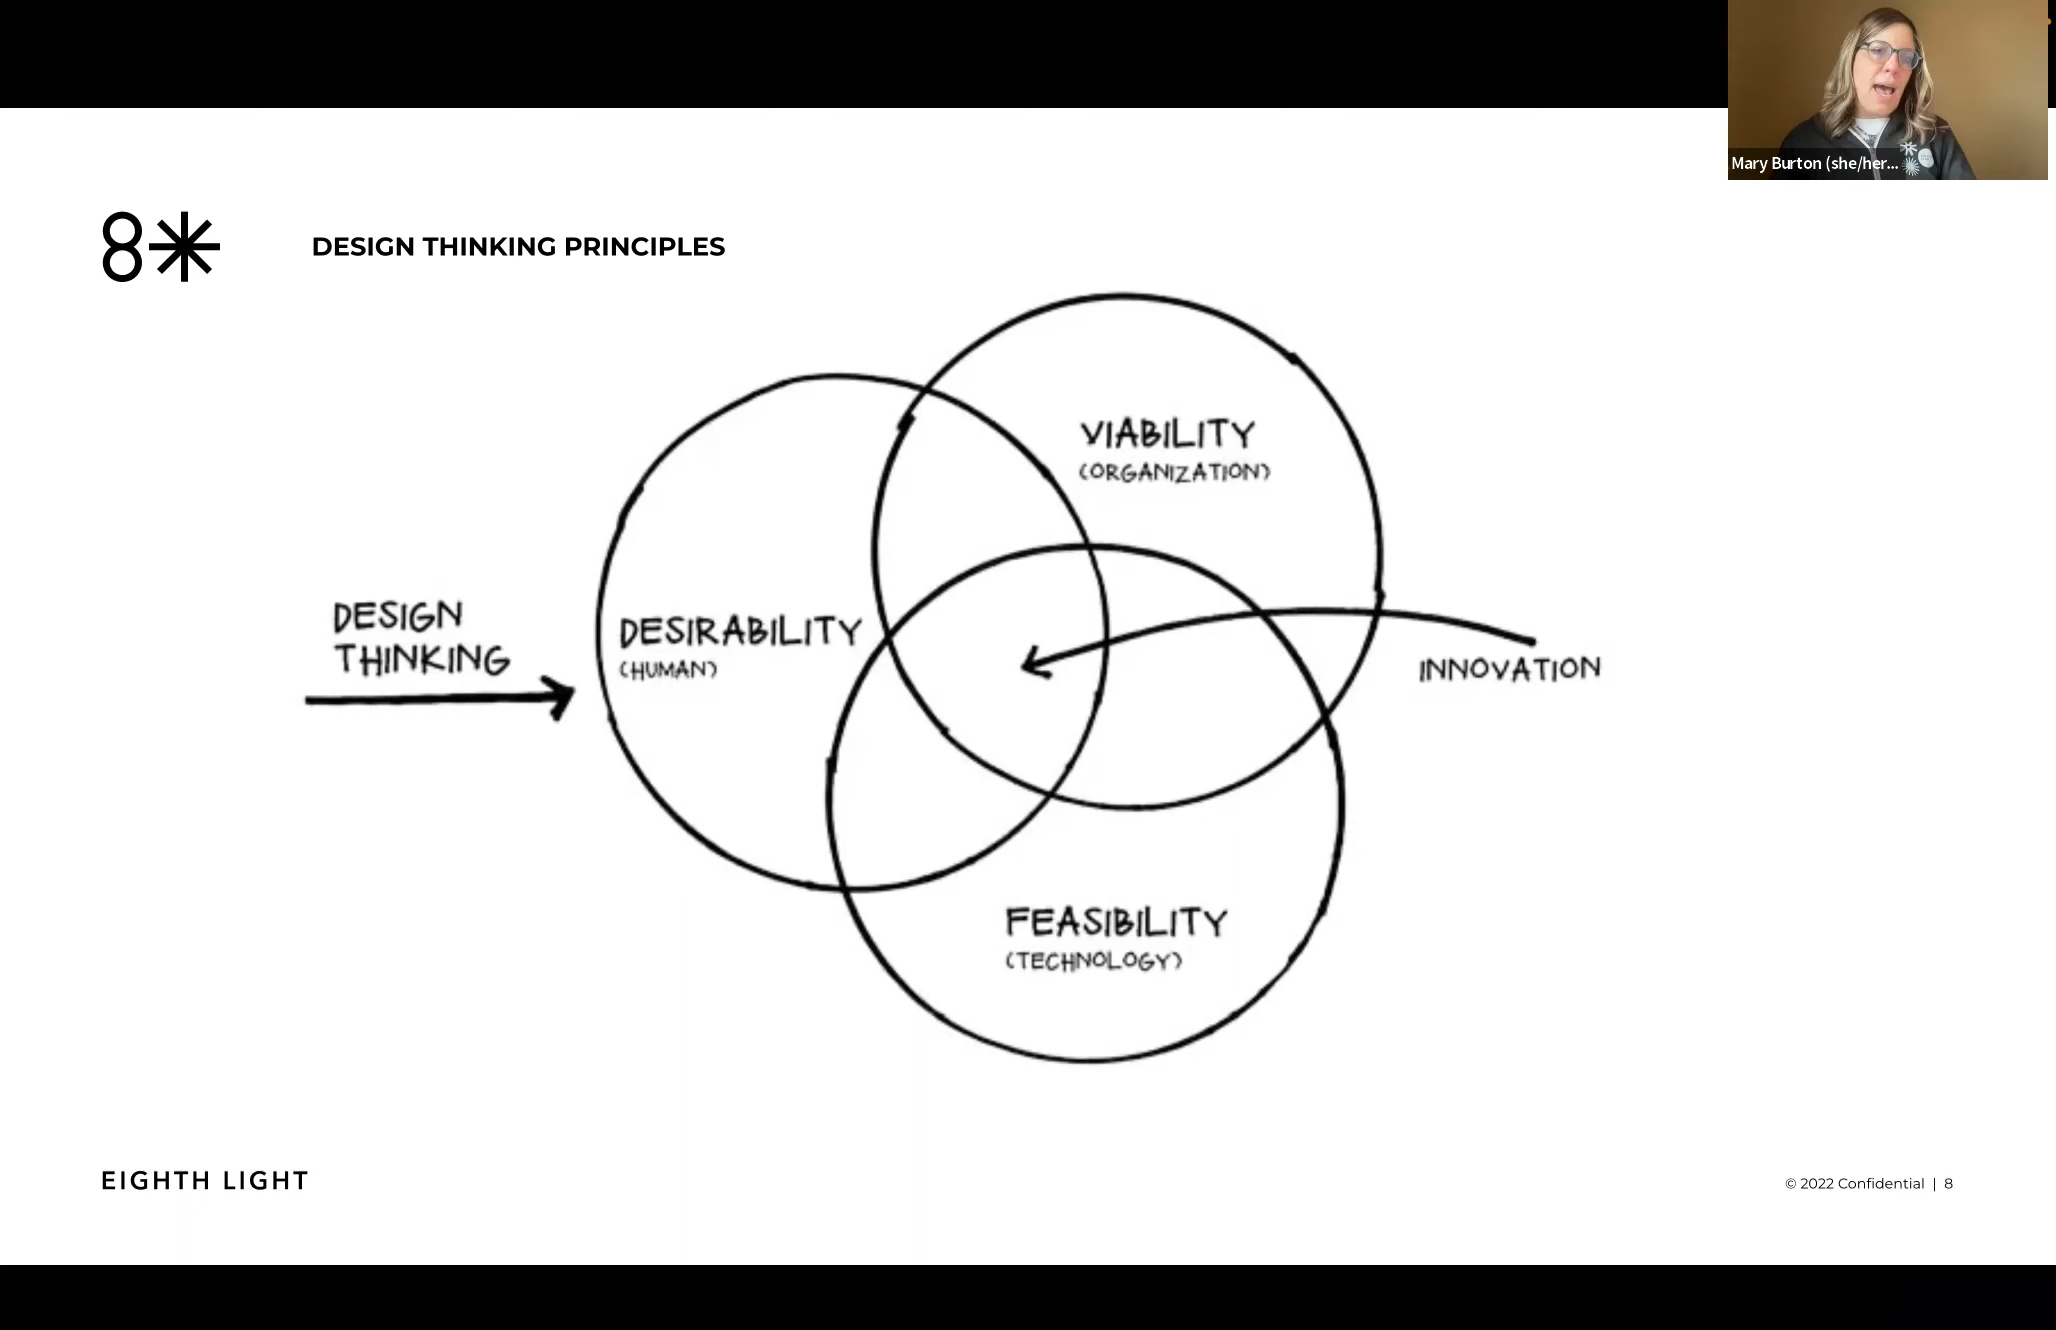 Mary Burton (she/her...
8*
DESIGN THINKING PRINCIPLES
VIABILITY
(ORGANIZATION)
DESIGN
THINKING
DESIRABILITY
(HUMAN)
INNOVATION
FEASIBILITY
(TECHNOLOGY)
EIGHTH LIGHT
© 2022 Confidential | 8